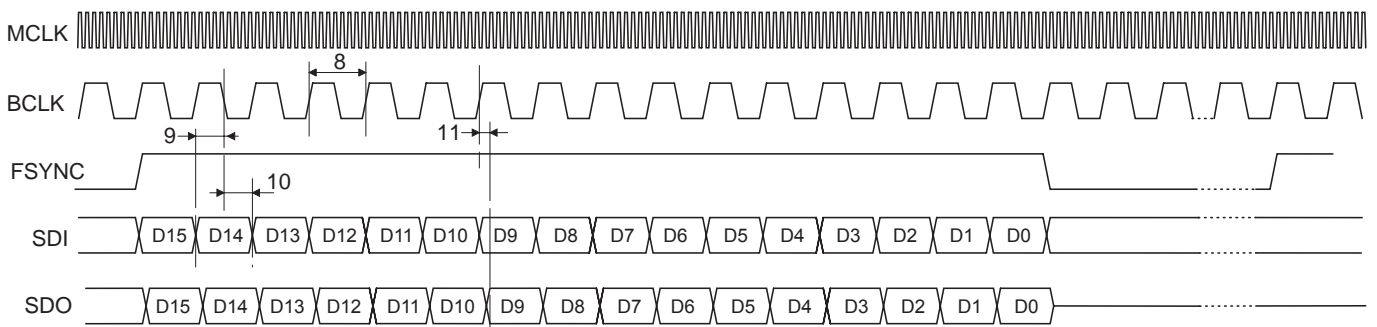 MCLK
8
BCLK
9 11
FSYNC
10
SDI D15 D14 D13 D12 D11 D10 D9 D8 D7 D6 D5 D4 D3 D2 D1 D0
SDO D15 D14 D13 D12 D11 D10 D9 D8 D7 D6 D5 D4 D3 D2 D1 D0